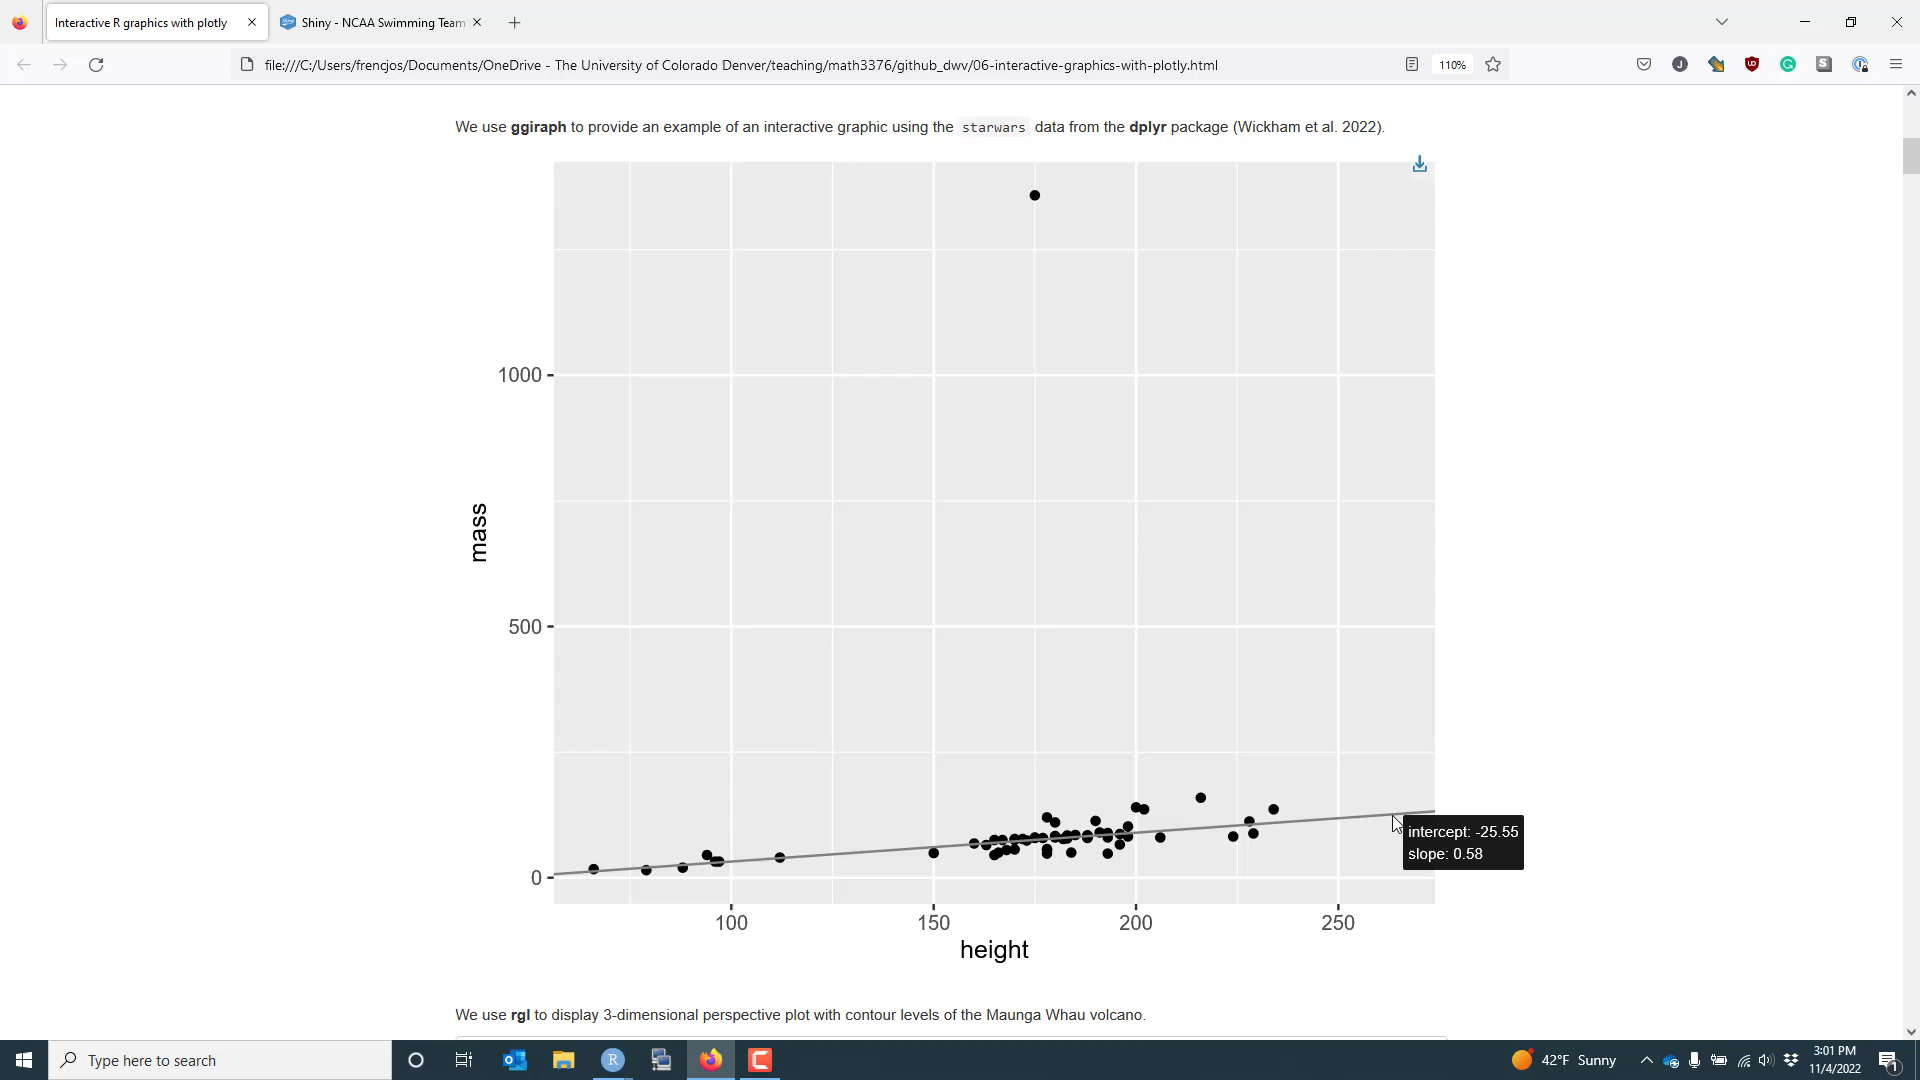 Interactive R graphics with plotly
Shiny - NCAA Swimming Team
file:///C:/Users/frencjos/Documents/OneDrive - The University of Colorado Denver/teaching/math3376/github_dwv/06-interactive-graphics-with-plotly.html
110%
We use ggiraph to provide an example of an interactive graphic using the starwars data from the dplyr package (Wickham et al. 2022).
1000
500
0
mass
intercept: -25.55
slope: 0.58
100 150 200 250
height
We use rgl to display 3-dimensional perspective plot with contour levels of the Maunga Whau volcano.
Type here to search
42°F Sunny
3:01 PM
11/4/2022